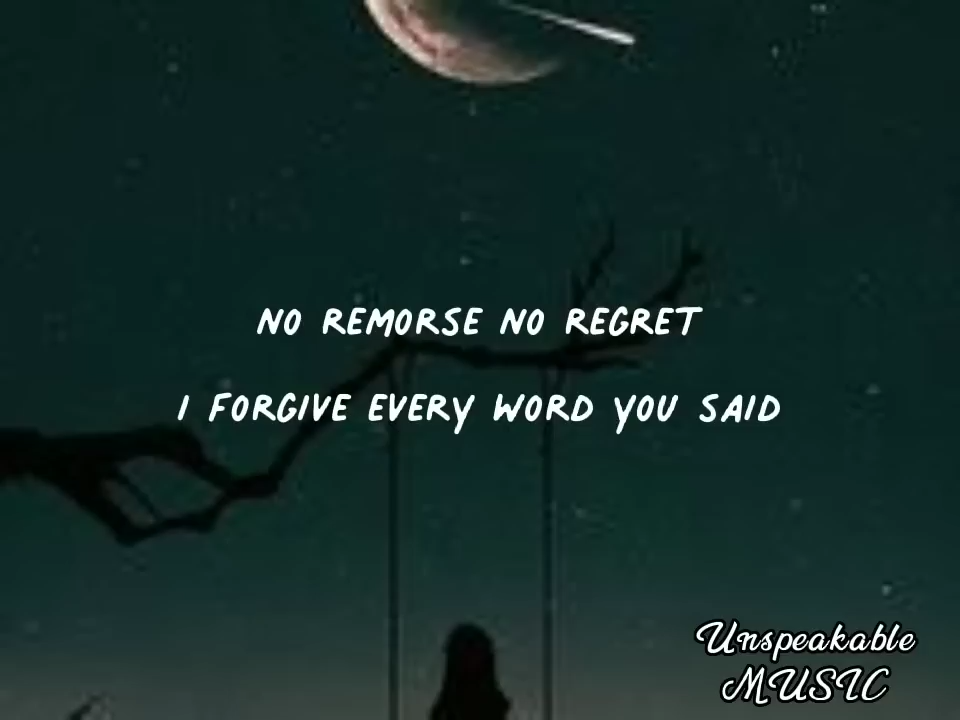 NO REMORSE NO REGRET
I FORGIVE EVERY WORD YOU SAID
Unspeakable
MUSIC